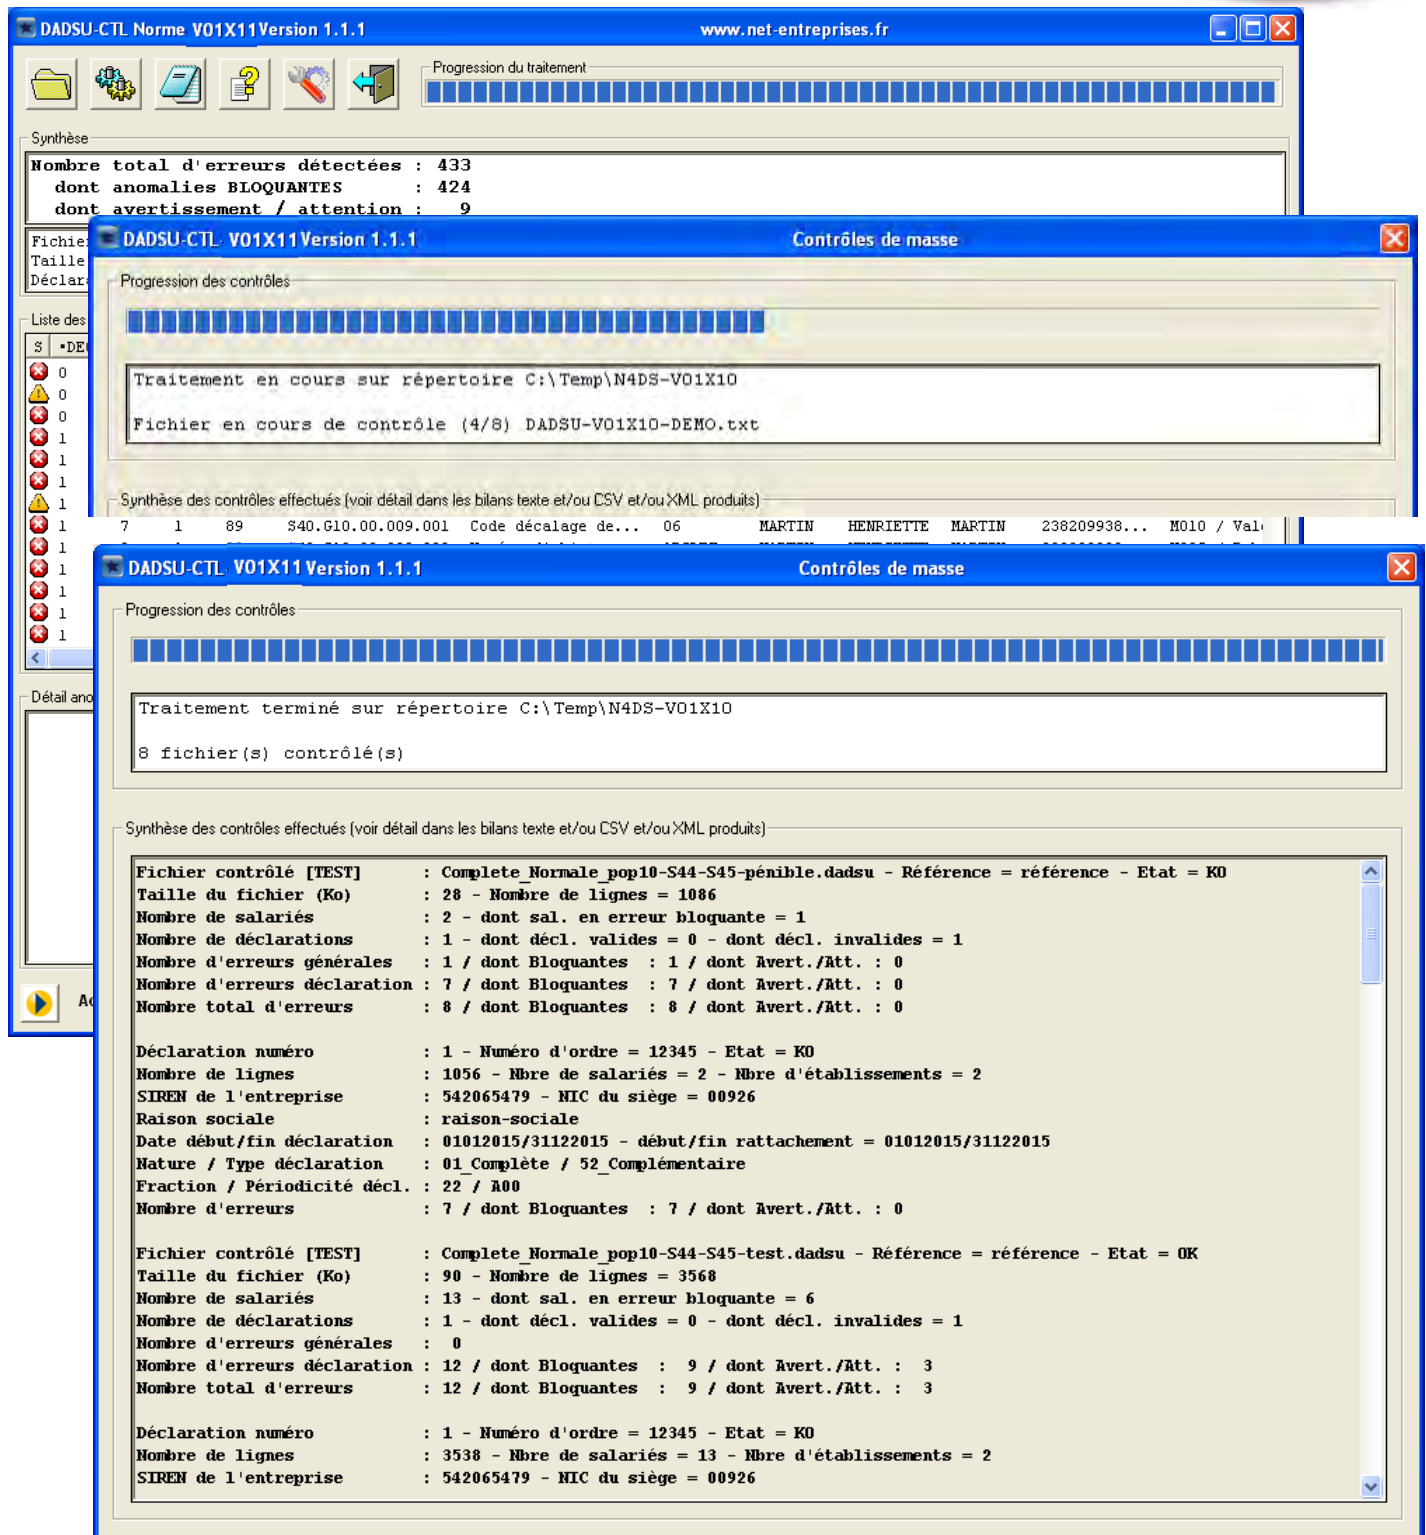 DADSU-CTL Norme V01X11 Version 1.1.1 www.net-entreprises.fr
Progression du traitement
Synthèse
Nombre total d'erreurs détectées : 433
dont anomalies BLOQUANTES : 424
dont avertissement / attention : 9
Fichie
Taille
Déclar
DADSU-CTL V01X11 Version 1.1.1 Contrôles de masse
Progression des contrôles
Traitement en cours sur répertoire C:\Temp\N4DS-V01X10
Fichier en cours de contrôle (4/8) DADSU-V01X10-DEMO.txt
Synthèse des contrôles effectués (voir détail dans les bilans texte et/ou CSV et/ou XML produits)
Liste des
S
0
0
0
1
1
1
1
1 7 1 89 S40.G10.00.009.001 Code décalage de... 06 MARTIN HENRIETTE MARTIN 238209938... M010 /
1
1
1
1
1
Détail ano
DADSU-CTL V01X11 Version 1.1.1 Contrôles de masse
Progression des contrôles
Traitement terminé sur répertoire C:\Temp\N4DS-V01X10
8 fichier(s) contrôlé(s)
Synthèse des contrôles effectués (voir détail dans les bilans texte et/ou CSV et/ou XML produits)
Fichier contrôlé [TEST] : Complete_Normale_pop10-S44-S45-pénible.dadsu - Référence = référence - Etat = KO
Taille du fichier (Ko) : 28 - Nombre de lignes = 1086
Nombre de salariés : 2 - dont sal. en erreur bloquante = 1
Nombre de déclarations : 1 - dont décl. valides = 0 - dont décl. invalides = 1
Nombre d'erreurs générales : 1 / dont Bloquantes : 1 / dont Avert./Att. : 0
Nombre d'erreurs déclaration : 7 / dont Bloquantes : 7 / dont Avert./Att. : 0
Nombre total d'erreurs : 8 / dont Bloquantes : 8 / dont Avert./Att. : 0
Déclaration numéro : 1 - Numéro d'ordre = 12345 - Etat = KO
Nombre de lignes : 1056 - Nbre de salariés = 2 - Nbre d'établissements = 2
SIREN de l'entreprise : 542065479 - NIC du siège = 00926
Raison sociale : raison-sociale
Date début/fin déclaration : 01012015/31122015 - début/fin rattachement = 01012015/31122015
Nature / Type déclaration : 01_Complète / 52_Complémentaire
Fraction / Périodicité décl. : 22 / A00
Nombre d'erreurs : 7 / dont Bloquantes : 7 / dont Avert./Att. : 0
Fichier contrôlé [TEST] : Complete_Normale_pop10-S44-S45-test.dadsu - Référence = référence - Etat = OK
Taille du fichier (Ko) : 90 - Nombre de lignes = 3568
Nombre de salariés : 13 - dont sal. en erreur bloquante = 6
Nombre de déclarations : 1 - dont décl. valides = 0 - dont décl. invalides = 1
Nombre d'erreurs générales : 0
Nombre d'erreurs déclaration : 12 / dont Bloquantes : 9 / dont Avert./Att. : 3
Nombre total d'erreurs : 12 / dont Bloquantes : 9 / dont Avert./Att. : 3
Déclaration numéro : 1 - Numéro d'ordre = 12345 - Etat = KO
Nombre de lignes : 3538 - Nbre de salariés = 13 - Nbre d'établissements = 2
SIREN de l'entreprise : 542065479 - NIC du siège = 00926